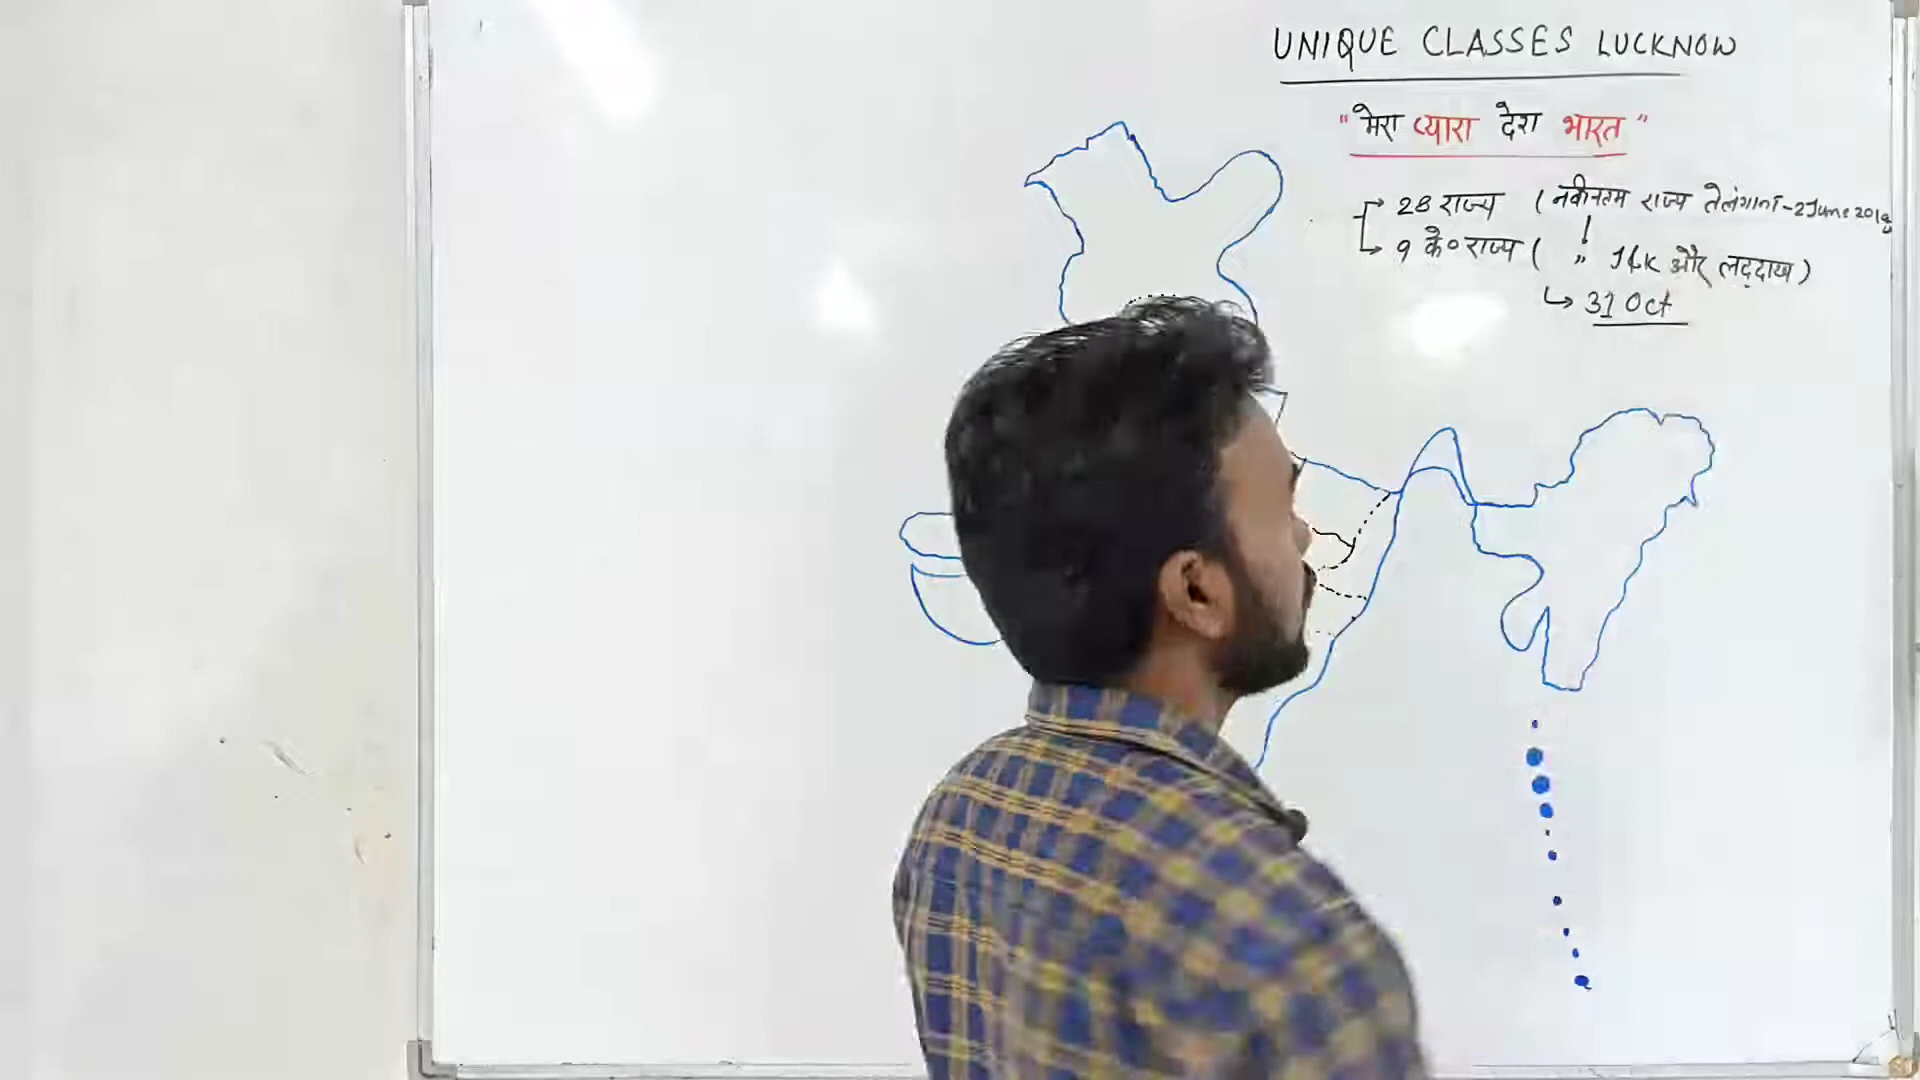 UNIQUE CLASSES LUCKNOW
"मेरा प्यारा देश भारत"
28 राज्य ( नवीनतम राज्य तेलंगाना - 2 June 2014
9 के० राज्य ( " J&K और लद्दाख )
31 Oct